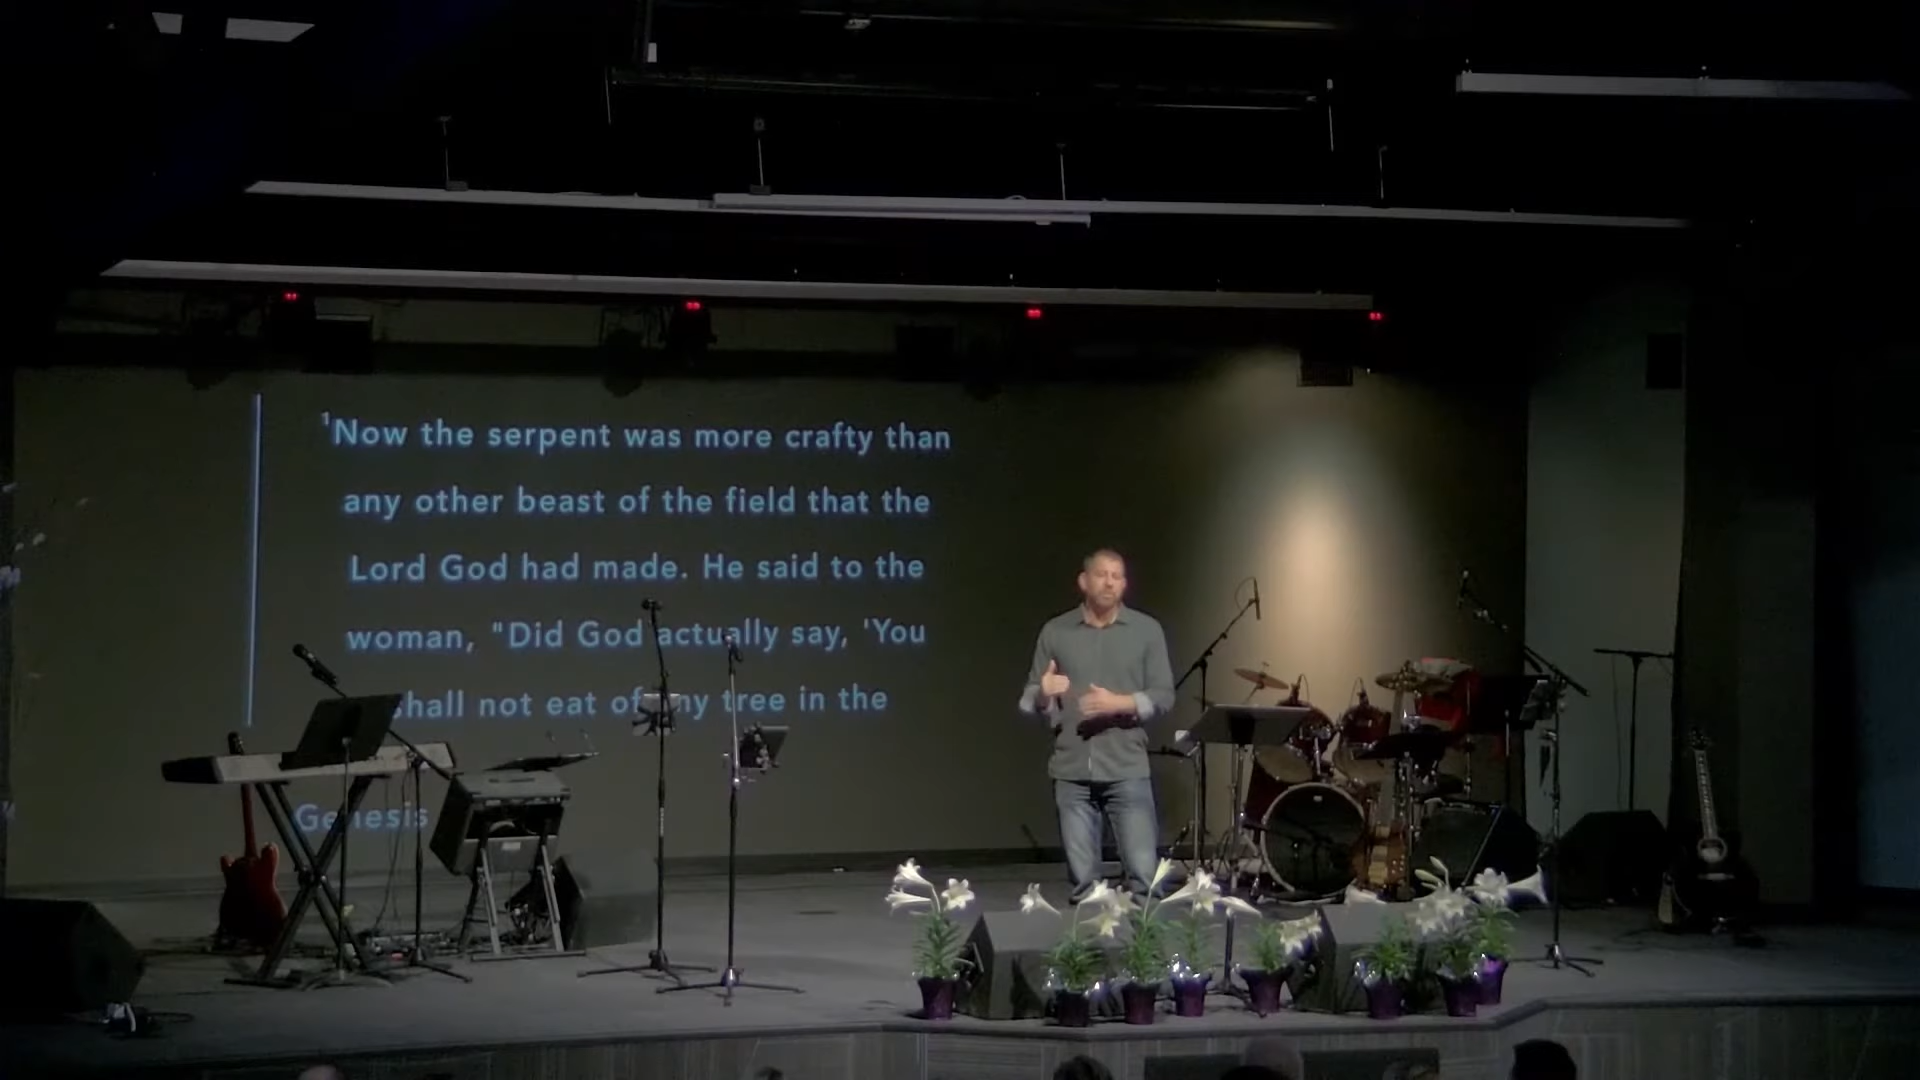 ¹Now the serpent was more crafty than
any other beast of the field that the
Lord God had made. He said to the
woman, "Did God actually say, 'You
shall not eat of any tree in the
Genesis